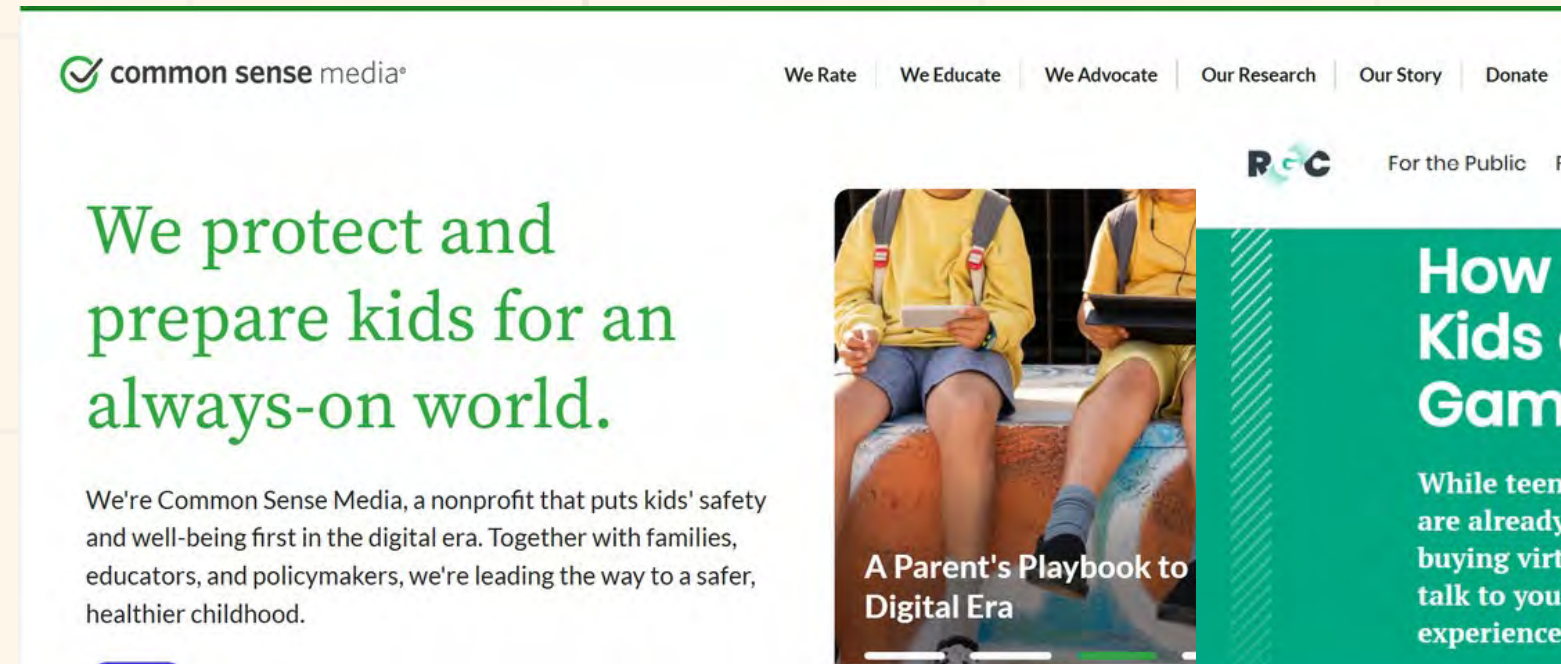 common sense media®
We Rate We Educate We Advocate Our Research Our Story Donate
RGC For the Public
We protect and
prepare kids for an
always-on world.
We're Common Sense Media, a nonprofit that puts kids' safety
and well-being first in the digital era. Together with families,
educators, and policymakers, we're leading the way to a safer,
healthier childhood.
A Parent's Playbook to
Digital Era
How
Kids
Gam
While teen
are already
buying virt
talk to you
experience